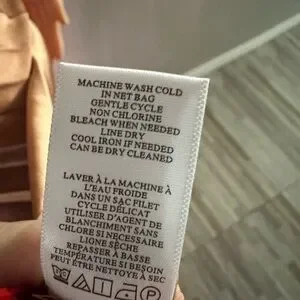 MACHINE WASH COLD
IN NET BAG
GENTLE CYCLE
NON CHLORINE
BLEACH WHEN NEEDED
LINE DRY
COOL IRON IF NEEDED
CAN BE DRY CLEANED
LAVER À LA MACHINE À
L'EAU FROIDE
DANS UN SAC FILET
CYCLE DÉLICAT
UTILISER D'AGENT DE
BLANCHIMENT SANS
CHLORE SI NECESSAIRE
LIGNE SÈCHE
REPASSER À BASSE
TEMPÉRATURE SI BESOIN
PEUT ÊTRE NETTOYÉ A SEC